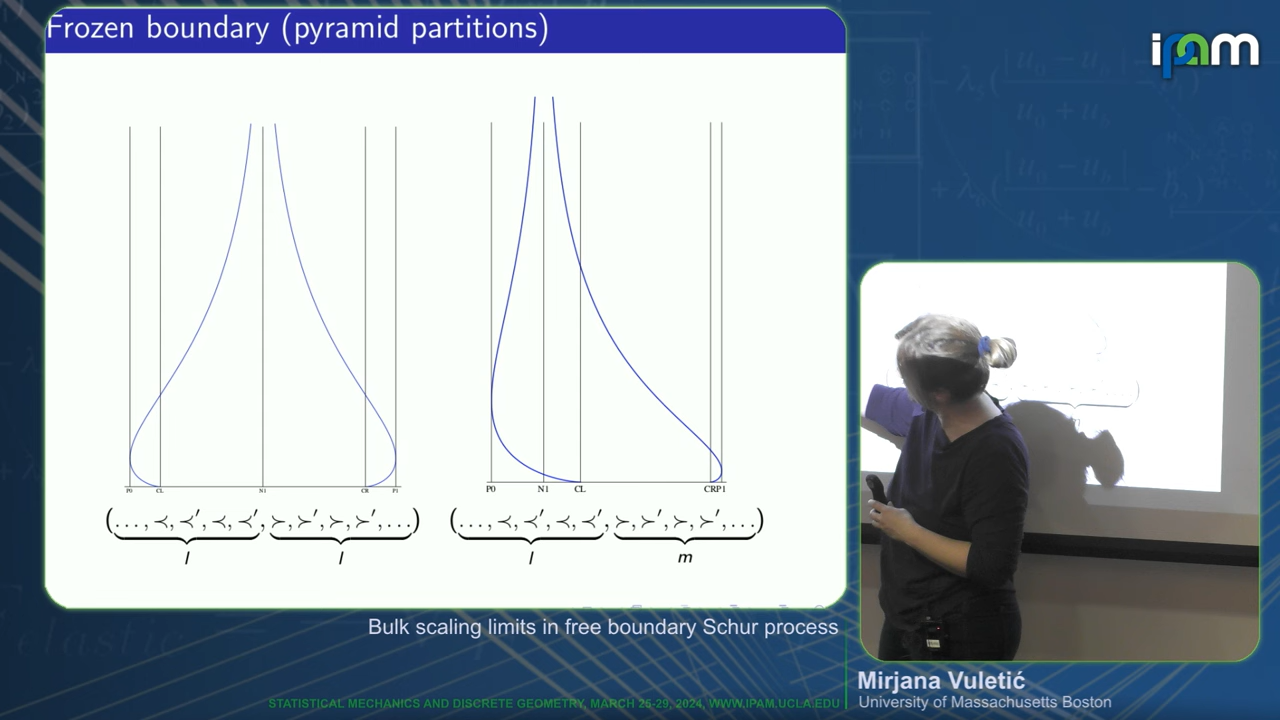 Frozen boundary (pyramid partitions)
ipam
P0 CL N1 CR P1
P0 N1 CL CRP1
(. . . , ≺, ≺′, ≺, ≺′, ≻, ≻′, ≻, ≻′, . . .) (. . . , ≺, ≺′, ≺, ≺′, ≻, ≻′, ≻, ≻′, . . .)
l l l m
Bulk scaling limits in free boundary Schur process
Mirjana Vuletić
University of Massachusetts Boston
STATISTICAL MECHANICS AND DISCRETE GEOMETRY, MARCH 25-29, 2024, WWW.IPAM.UCLA.EDU